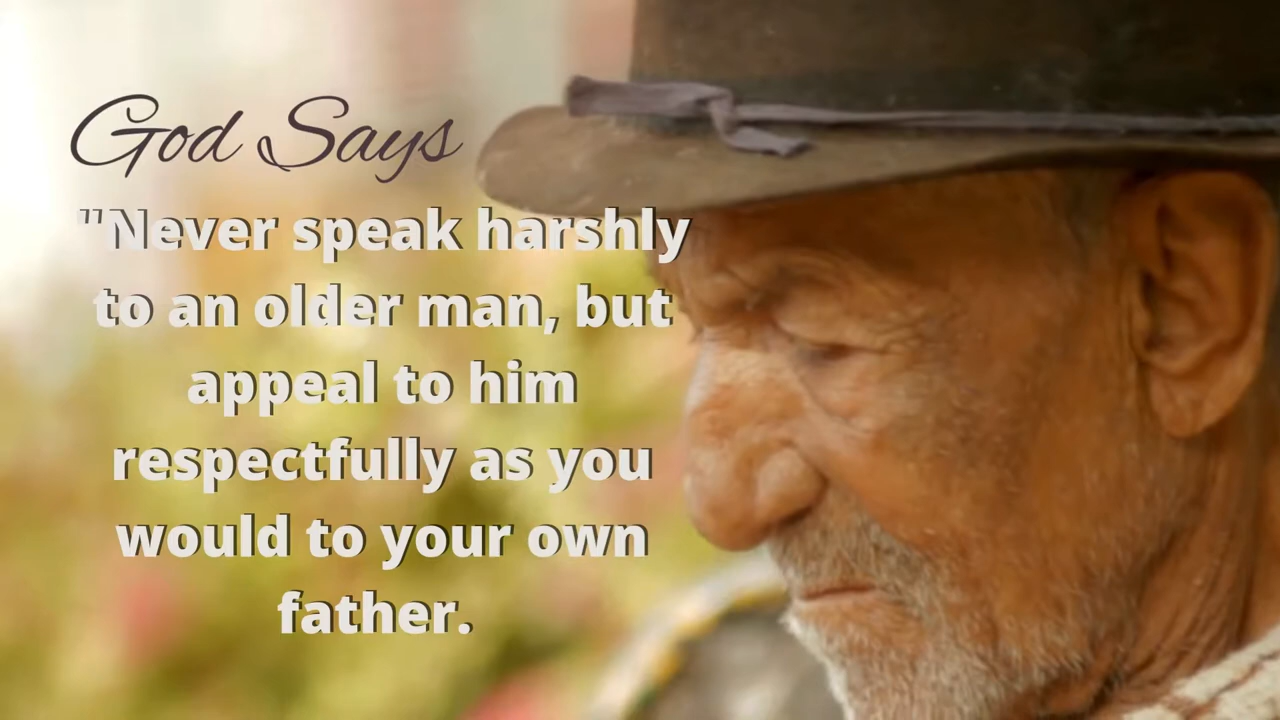 God Says
"Never speak harshly
to an older man, but
appeal to him
respectfully as you
would to your own
father.